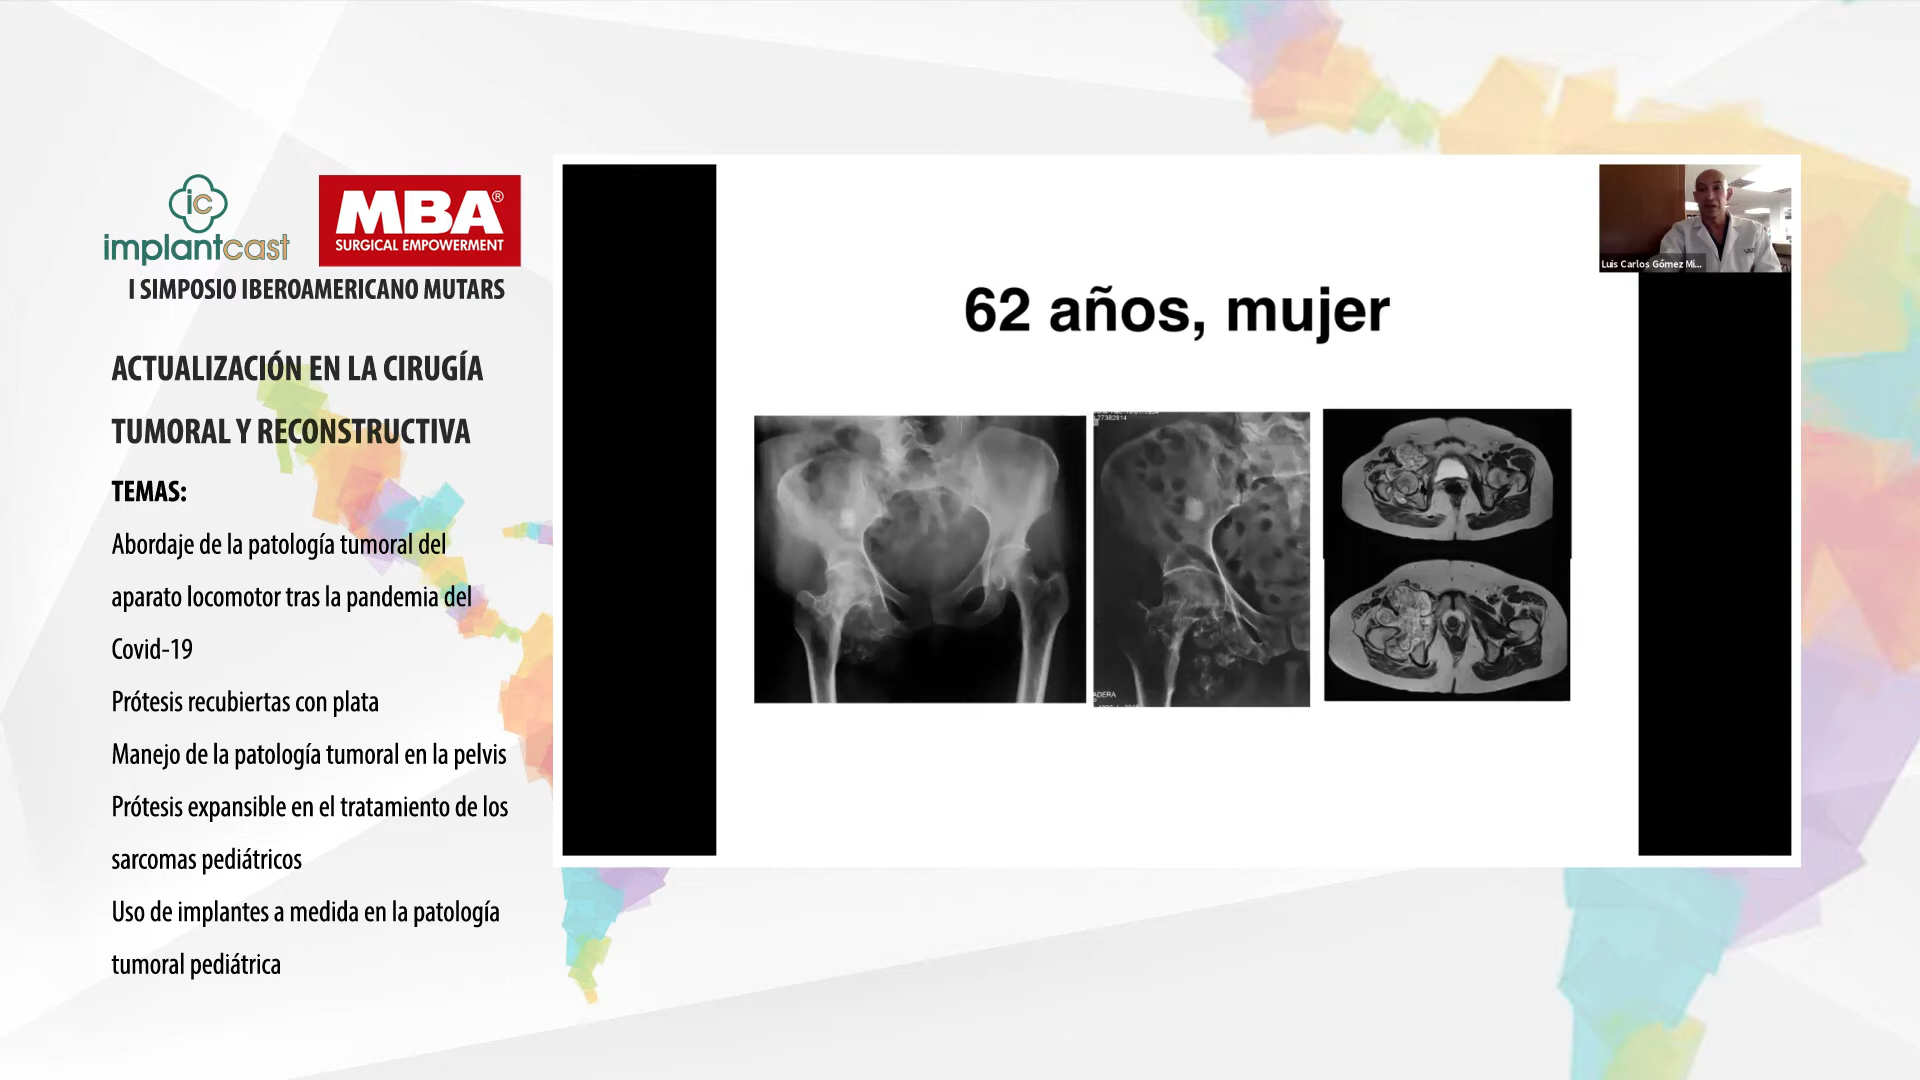 ic
implantcast
MBA®
SURGICAL EMPOWERMENT
I SIMPOSIO IBEROAMERICANO MUTARS
ACTUALIZACIÓN EN LA CIRUGÍA
TUMORAL Y RECONSTRUCTIVA
TEMAS:
Abordaje de la patología tumoral del
aparato locomotor tras la pandemia del
Covid-19
Prótesis recubiertas con plata
Manejo de la patología tumoral en la pelvis
Prótesis expansible en el tratamiento de los
sarcomas pediátricos
Uso de implantes a medida en la patología
tumoral pediátrica
62 años, mujer
27382814
ADERA
Luis Carlos Gómez Mi...